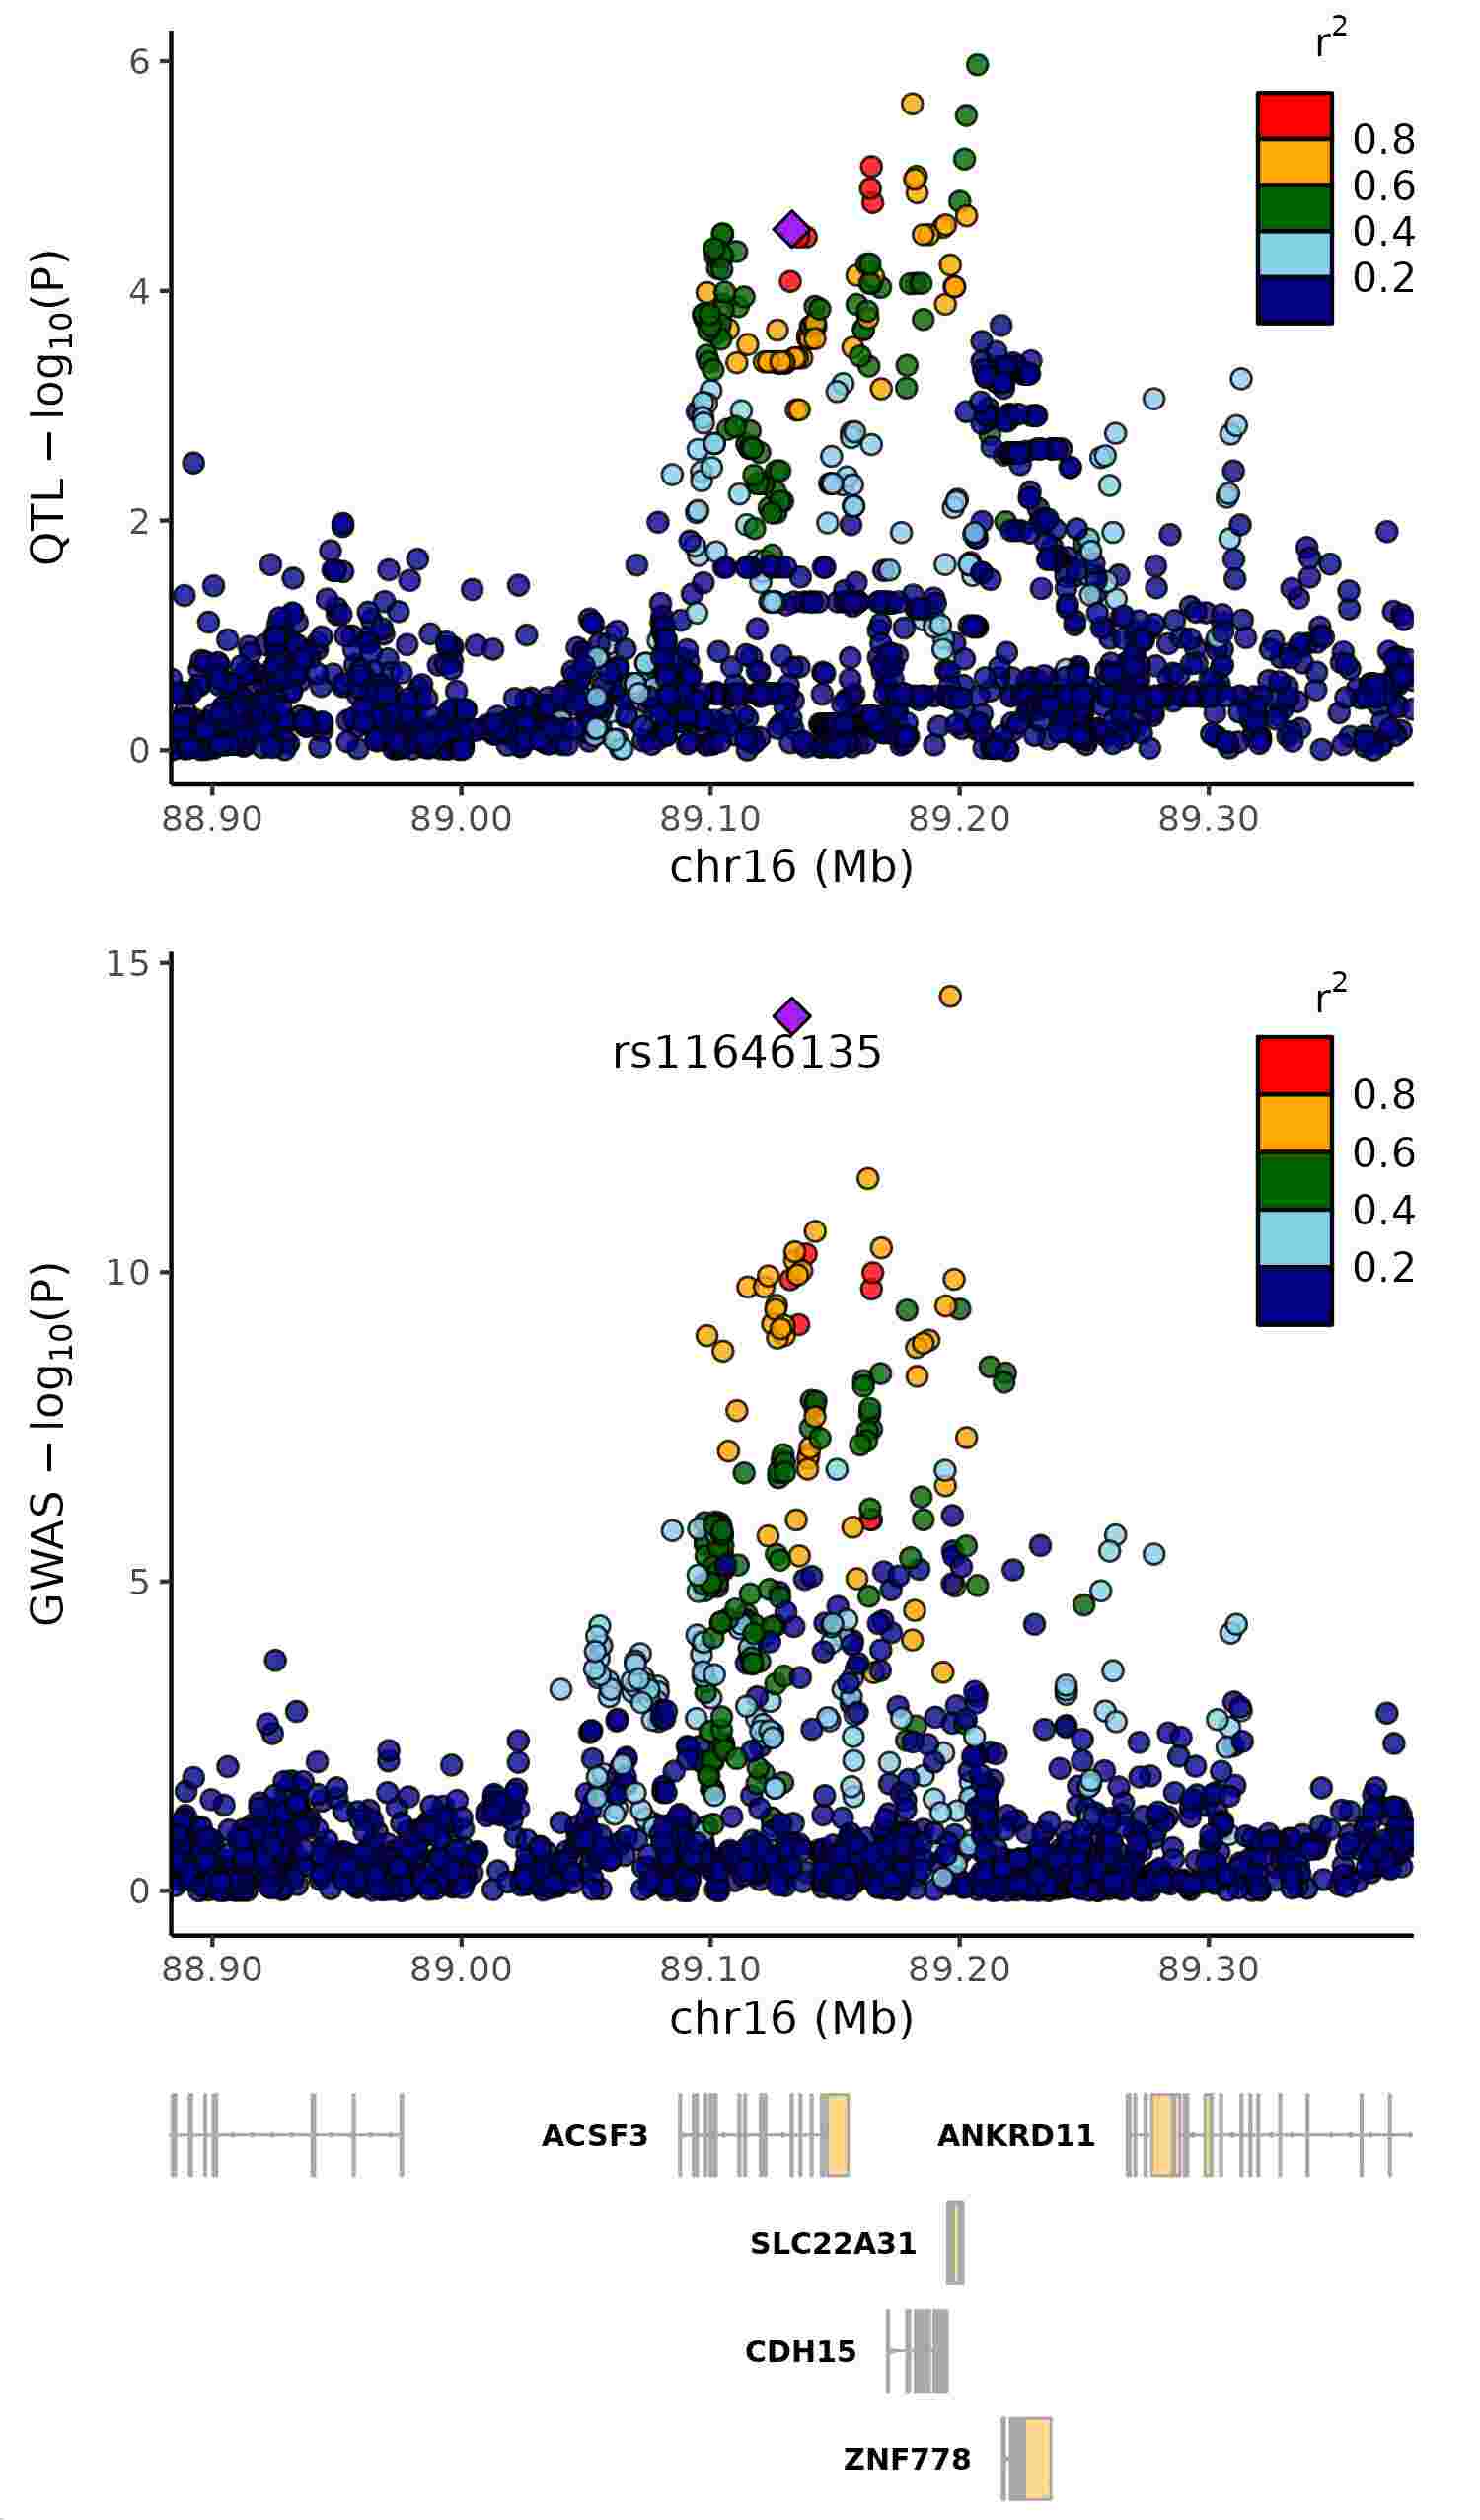 r2
6
0.8
0.6
0.4
0.2
4
2
0
QTL − log10(P)
88.90 89.00 89.10 89.20 89.30
chr16 (Mb)
15
r2
rs11646135
0.8
0.6
0.4
0.2
10
5
0
GWAS − log10(P)
88.90 89.00 89.10 89.20 89.30
chr16 (Mb)
ACSF3 ANKRD11
SLC22A31
CDH15
ZNF778